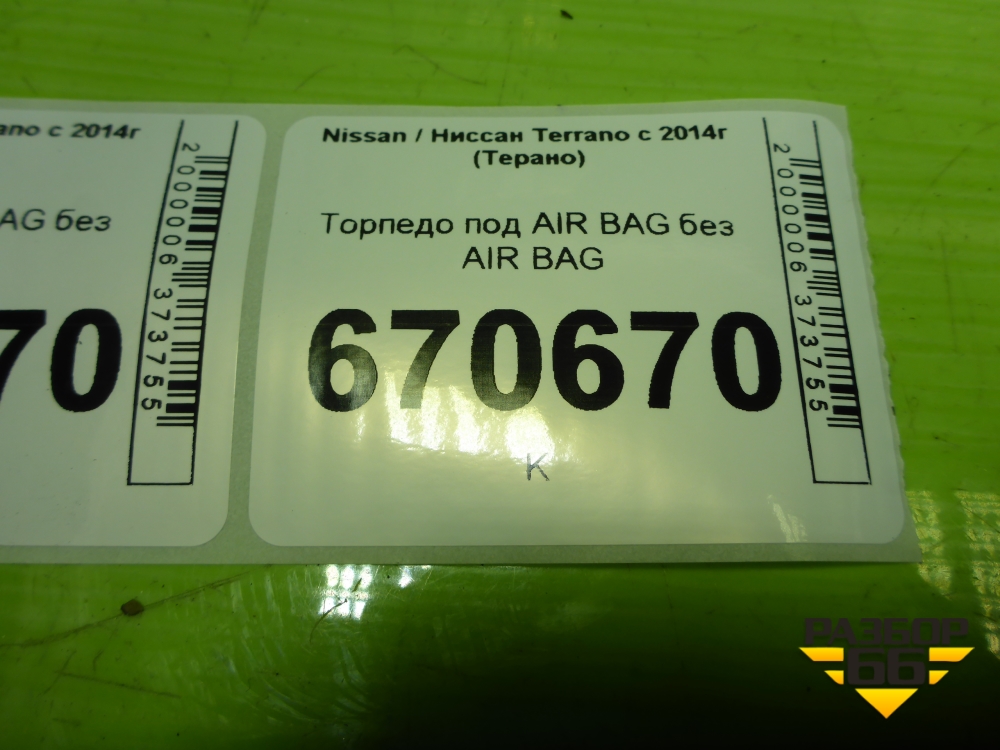 ano с 2014г
AG без
70
2000006373755
Nissan / Ниссан Terrano с 2014г
(Терано)
Торпедо под AIR BAG без
AIR BAG
670670
К
2000006373755
РАЗБОР
66